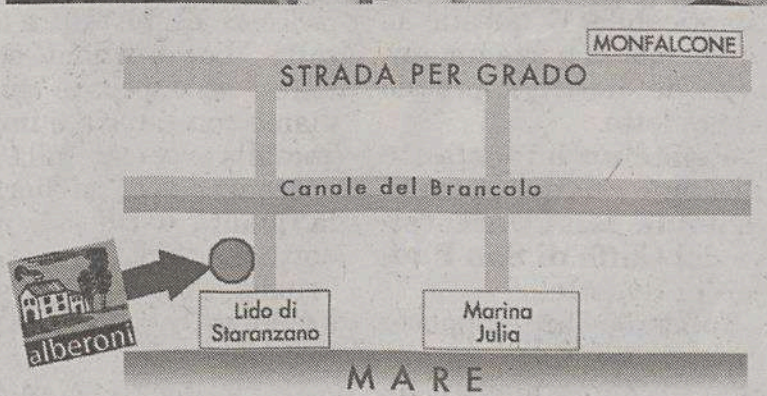 MONFALCONE
STRADA PER GRADO
Canale del Brancolo
alberoni
Lido di
Staranzano
Marina
Julia
MARE